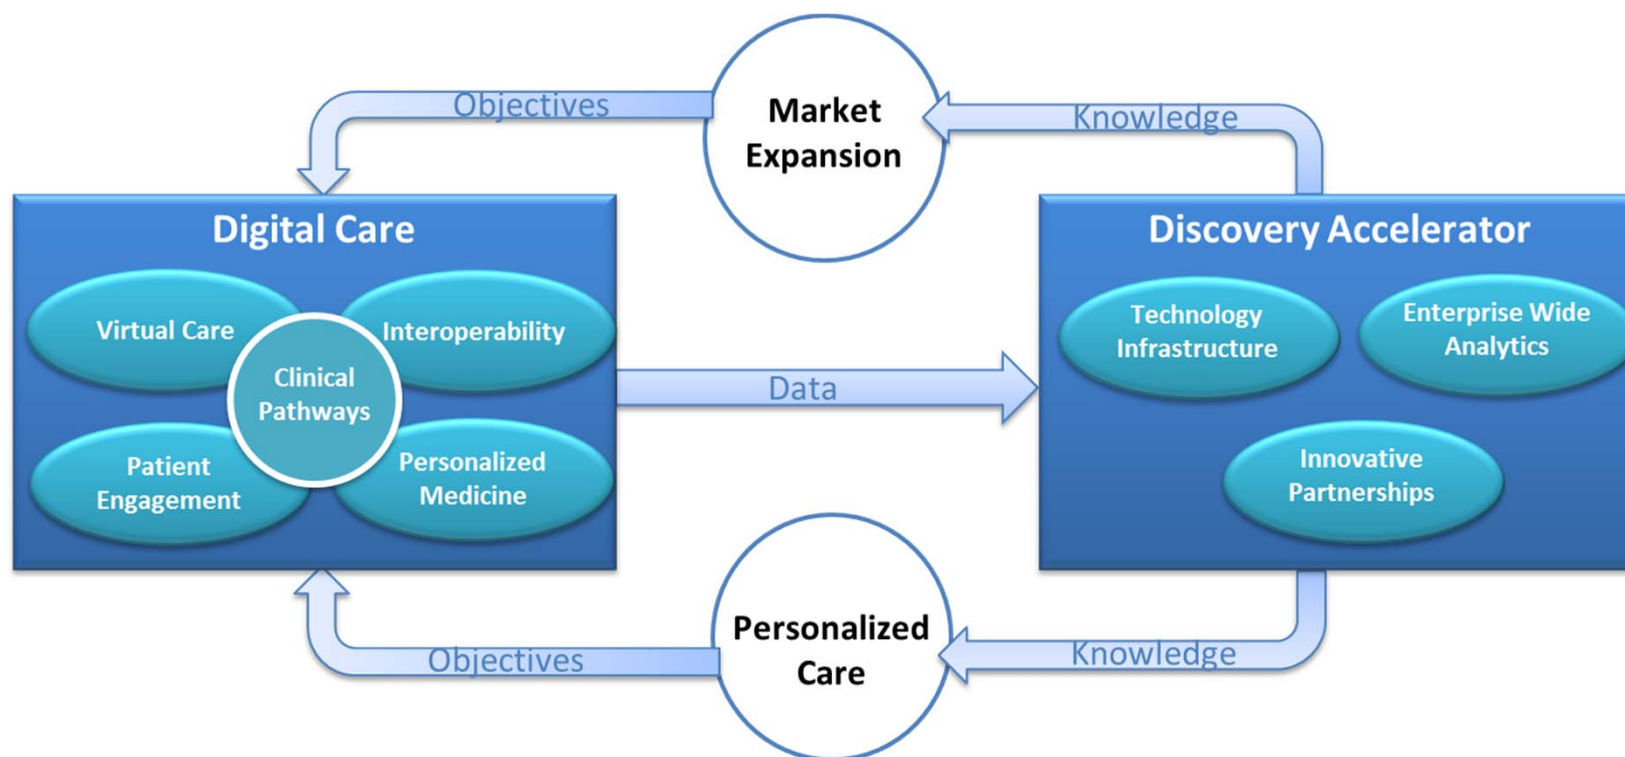 Market
Expansion
Objectives
Knowledge
Digital Care
Virtual Care
Interoperability
Clinical
Pathways
Patient
Engagement
Personalized
Medicine
Data
Discovery Accelerator
Technology
Infrastructure
Enterprise Wide
Analytics
Innovative
Partnerships
Personalized
Care
Objectives
Knowledge